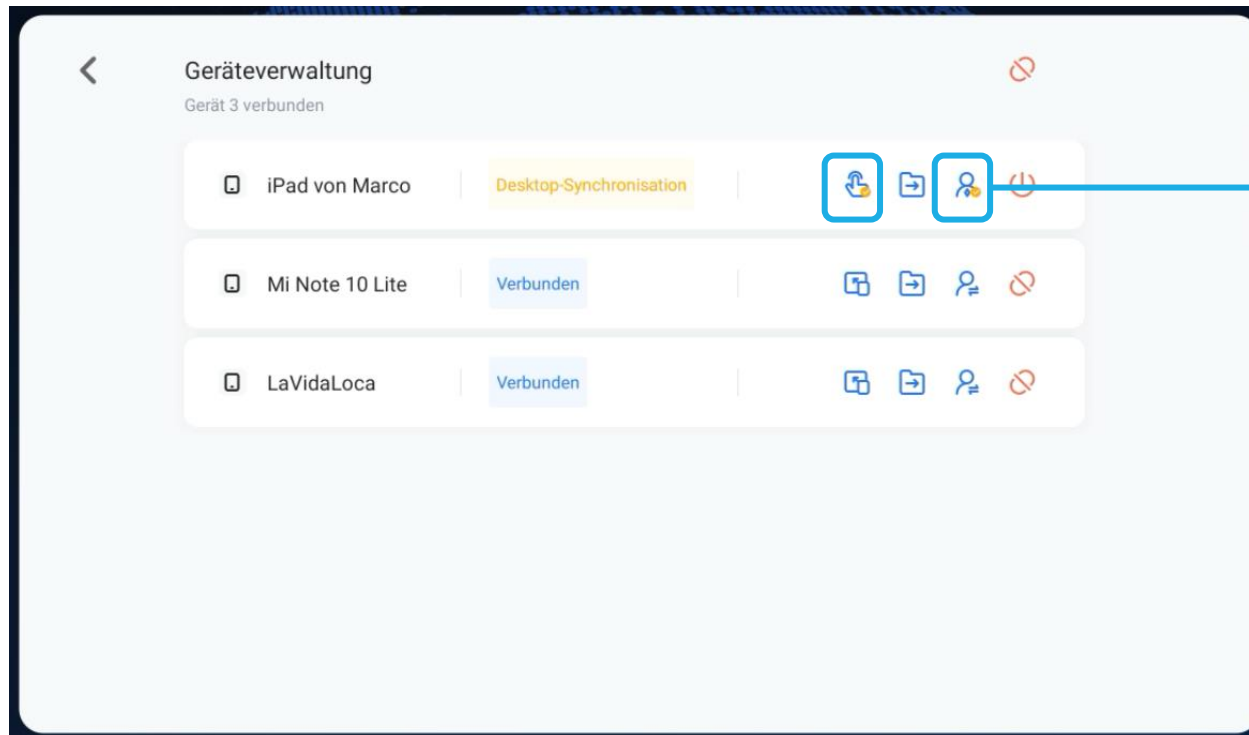 Geräteverwaltung
Gerät 3 verbunden
iPad von Marco Desktop-Synchronisation
Mi Note 10 Lite Verbunden
LaVidaLoca Verbunden